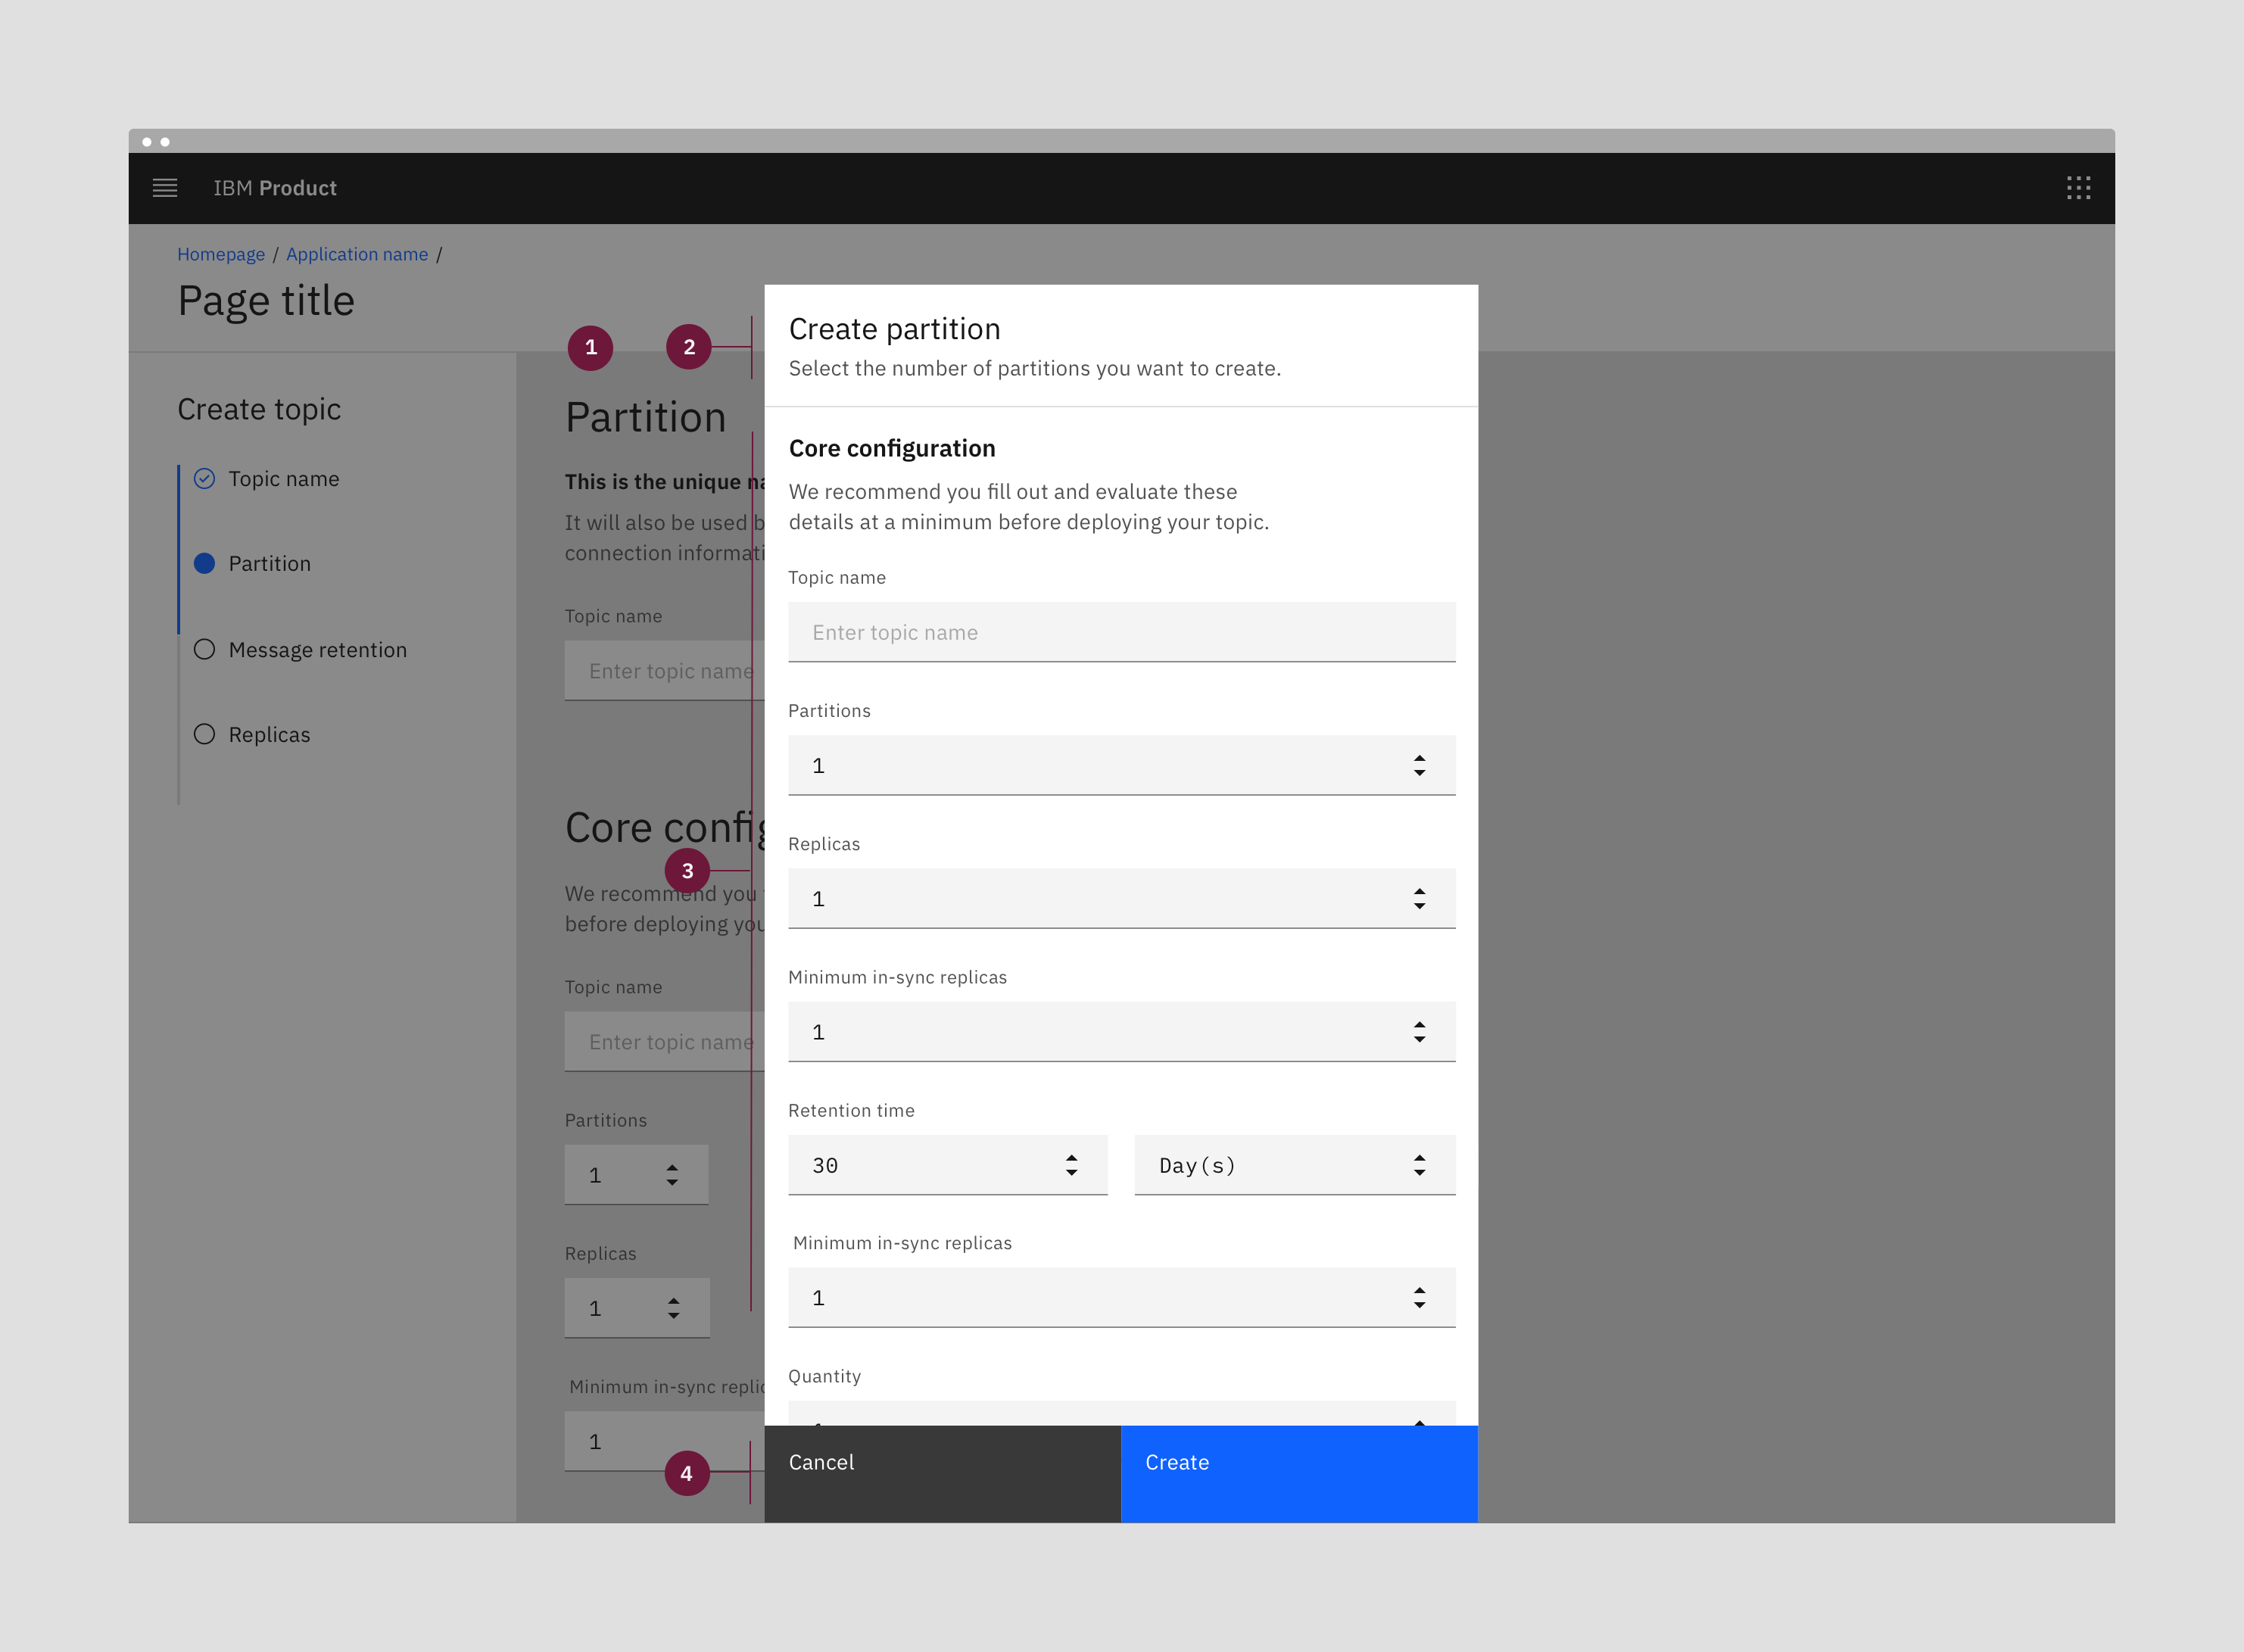 IBM Product
Homepage / Application name /
Page title
Create topic
Topic name
Partition
Message retention
Replicas
1
2
3
4
Partition
This is the unique
It will also be used
connection
Topic name
Enter topic name
Core
We recommend you
before deploying
Topic name
Enter topic name
Partitions
1
Replicas
1
Minimum in-sync
1
Create partition
Select the number of partitions you want to create.
Core configuration
We recommend you fill out and evaluate these
details at a minimum before deploying your topic.
Topic name
Enter topic name
Partitions
1
Replicas
1
Minimum in-sync replicas
1
Retention time
30
Day(s)
Minimum in-sync replicas
1
Quantity
Cancel
Create